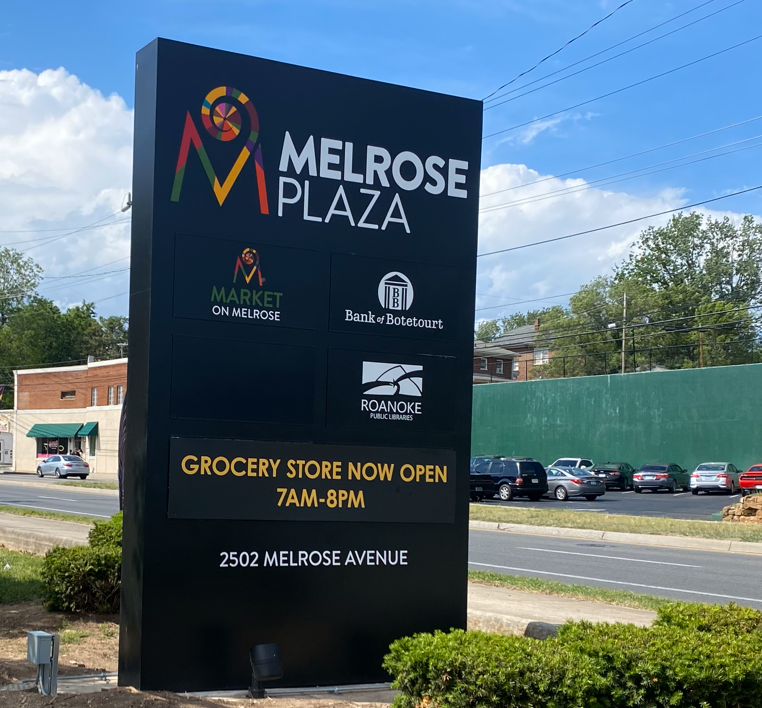 MELROSE
PLAZA
MARKET
ON MELROSE
BB
Bank of Botetourt
ROANOKE
PUBLIC LIBRARIES
GROCERY STORE NOW OPEN
7AM-8PM
2502 MELROSE AVENUE